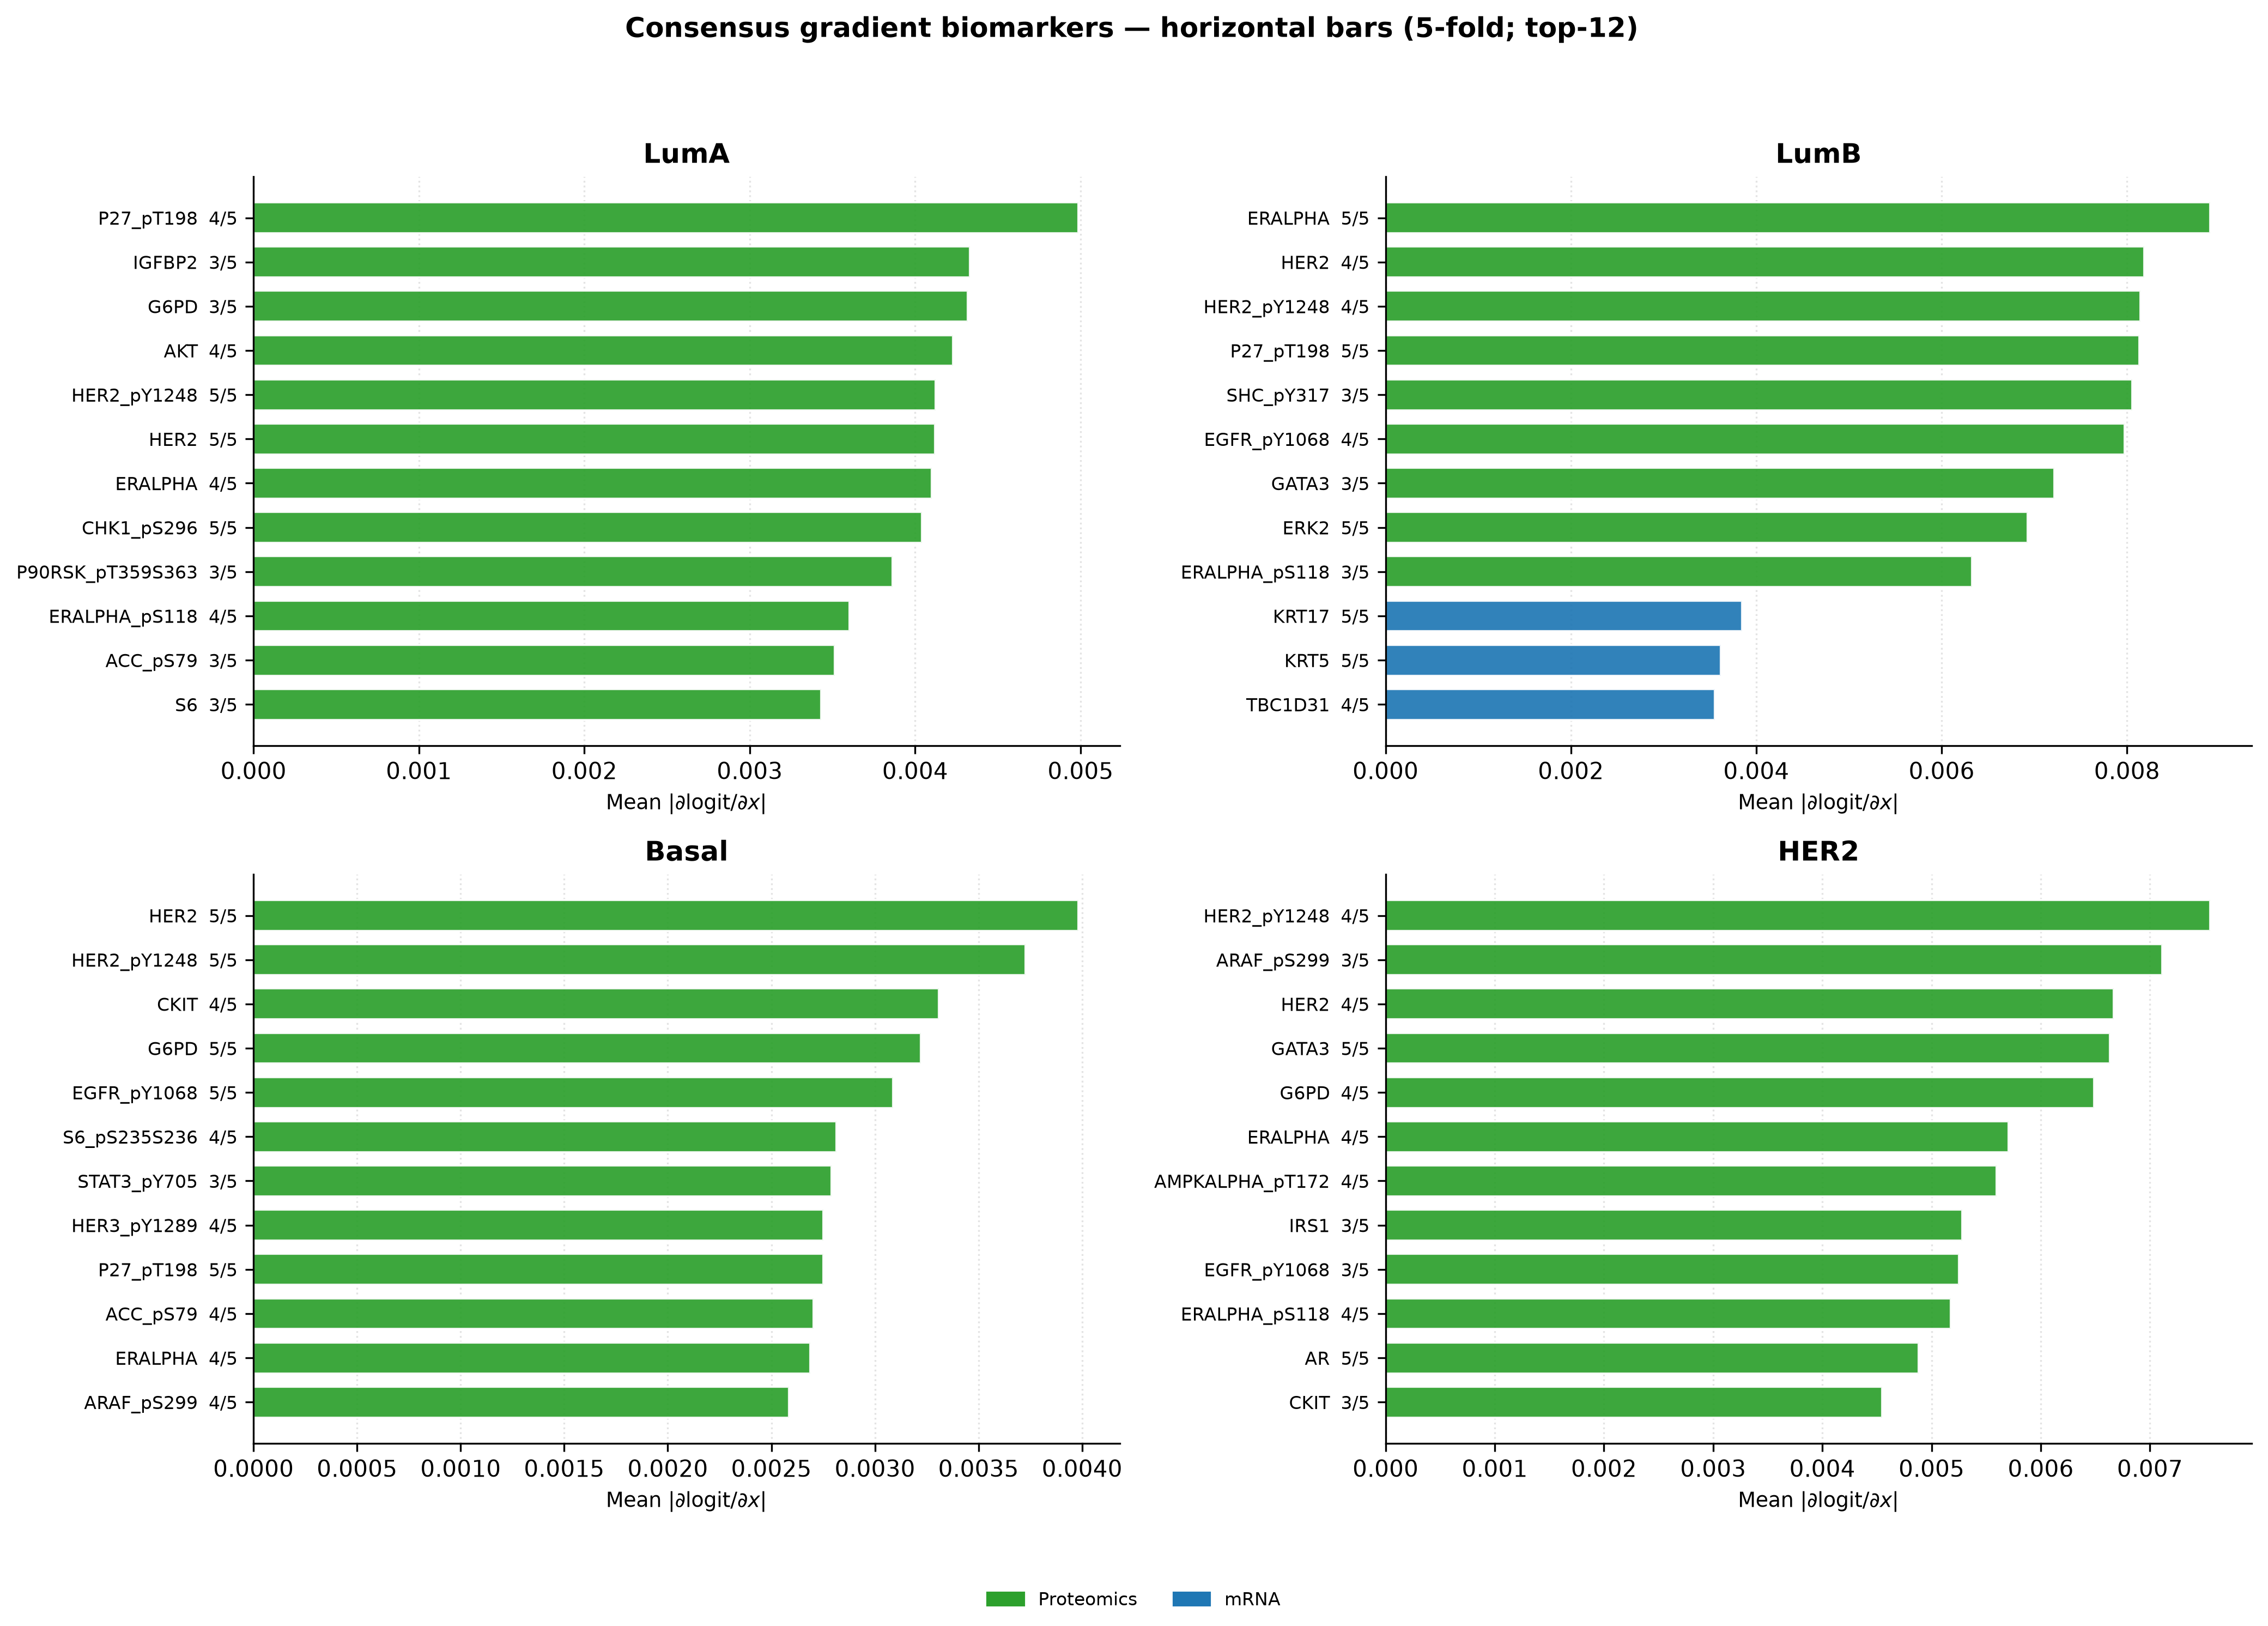 Consensus gradient biomarkers — horizontal bars (5-fold; top-12)
LumA
P27_pT198 4/5
IGFBP2 3/5
G6PD 3/5
AKT 4/5
HER2_pY1248 5/5
HER2 5/5
ERALPHA 4/5
CHK1_pS296 5/5
P90RSK_pT359S363 3/5
ERALPHA_pS118 4/5
ACC_pS79 3/5
S6 3/5
0.000 0.001 0.002 0.003 0.004 0.005
Mean |∂logit/∂x|
LumB
ERALPHA 5/5
HER2 4/5
HER2_pY1248 4/5
P27_pT198 5/5
SHC_pY317 3/5
EGFR_pY1068 4/5
GATA3 3/5
ERK2 5/5
ERALPHA_pS118 3/5
KRT17 5/5
KRT5 5/5
TBC1D31 4/5
0.000 0.002 0.004 0.006 0.008
Mean |∂logit/∂x|
Basal
HER2 5/5
HER2_pY1248 5/5
CKIT 4/5
G6PD 5/5
EGFR_pY1068 5/5
S6_pS235S236 4/5
STAT3_pY705 3/5
HER3_pY1289 4/5
P27_pT198 5/5
ACC_pS79 4/5
ERALPHA 4/5
ARAF_pS299 4/5
0.0000 0.0005 0.0010 0.0015 0.0020 0.0025 0.0030 0.0035 0.0040
Mean |∂logit/∂x|
HER2
HER2_pY1248 4/5
ARAF_pS299 3/5
HER2 4/5
GATA3 5/5
G6PD 4/5
ERALPHA 4/5
AMPKALPHA_pT172 4/5
IRS1 3/5
EGFR_pY1068 3/5
ERALPHA_pS118 4/5
AR 5/5
CKIT 3/5
0.000 0.001 0.002 0.003 0.004 0.005 0.006 0.007
Mean |∂logit/∂x|
Proteomics mRNA